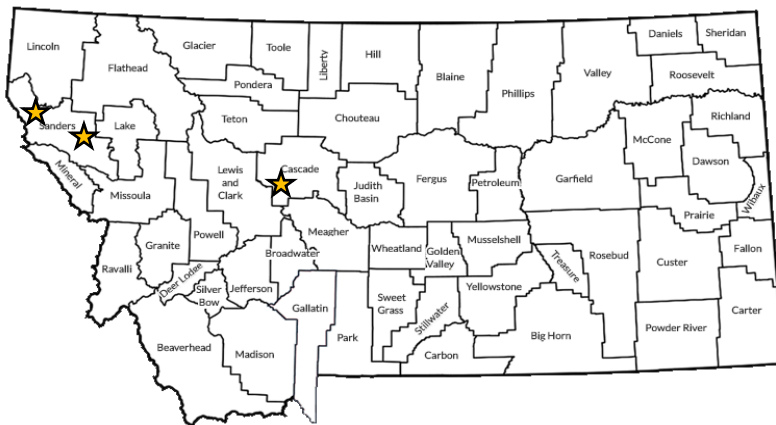 Lincoln
Flathead
Glacier
Toole
Liberty
Hill
Blaine
Phillips
Valley
Daniels
Sheridan
Roosevelt
Pondera
Teton
Chouteau
Sanders
Lake
Mineral
Missoula
Lewis
and
Clark
Cascade
Judith
Basin
Fergus
Petroleum
Garfield
McCone
Richland
Dawson
Wibaux
Prairie
Powell
Granite
Ravalli
Deer Lodge
Silver
Bow
Jefferson
Broadwater
Meagher
Wheatland
Golden
Valley
Musselshell
Treasure
Rosebud
Custer
Fallon
Beaverhead
Madison
Gallatin
Park
Sweet
Grass
Stillwater
Yellowstone
Carbon
Big Horn
Powder River
Carter